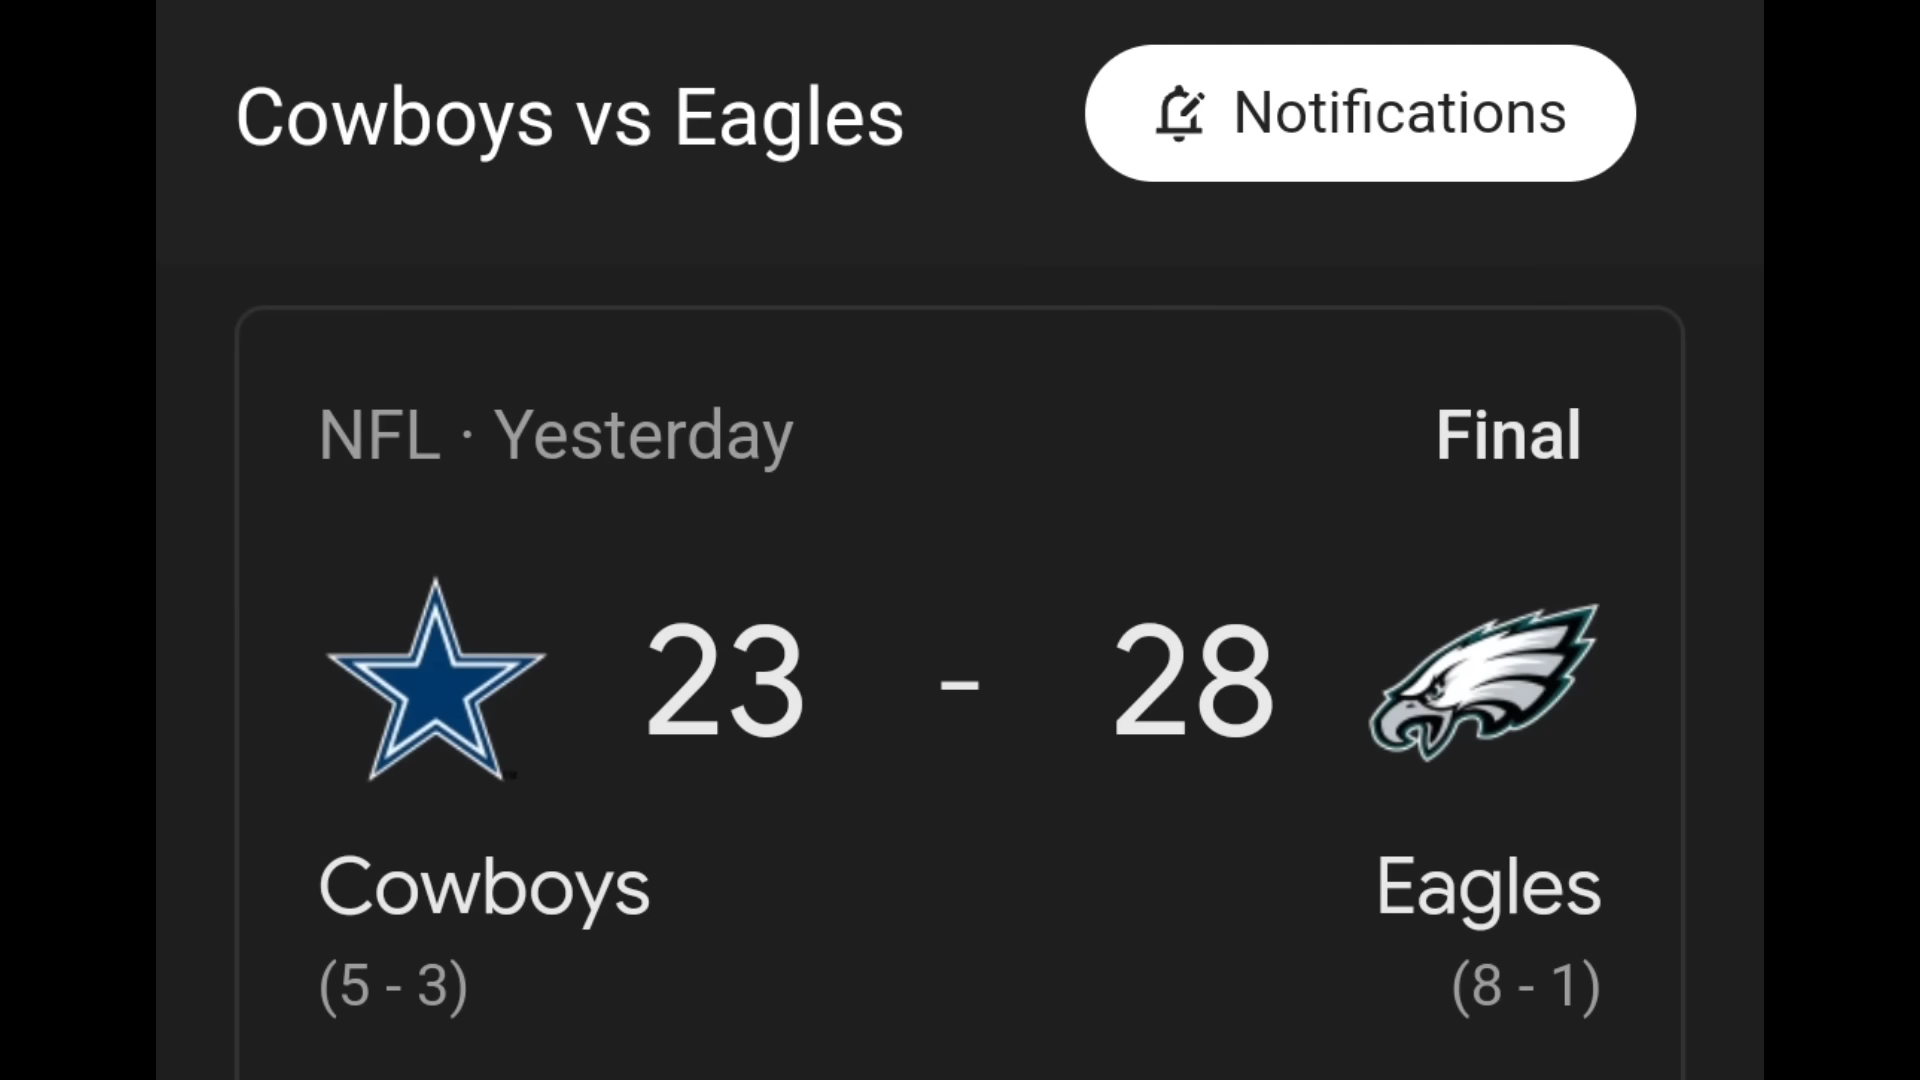 Cowboys vs Eagles
Notifications
NFL · Yesterday
Final
23 - 28
Cowboys
Eagles
(5 - 3)
(8 - 1)